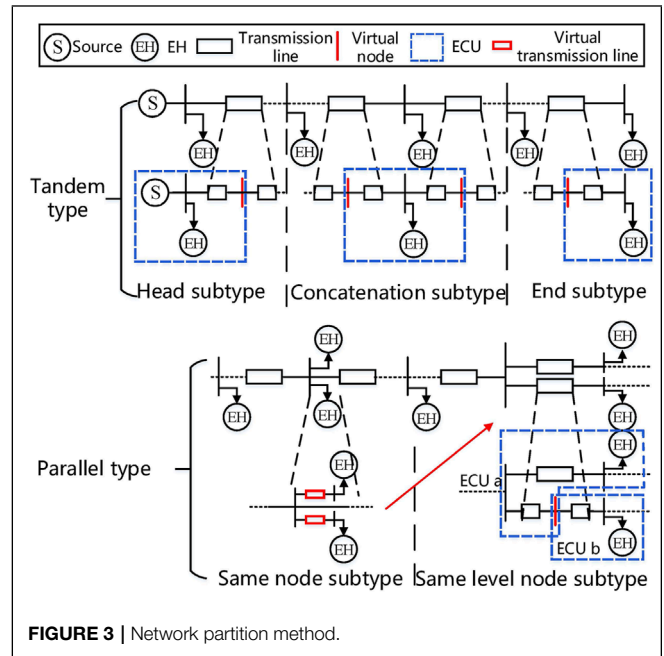 S Source EH EH Transmission line Virtual node ECU Virtual transmission line
S
EH EH EH EH EH
Tandem type
S
EH EH EH
Head subtype Concatenation subtype End subtype
EH EH
EH EH EH EH
Parallel type
EH EH
ECU a
EH EH
ECU b
Same node subtype Same level node subtype
FIGURE 3 | Network partition method.